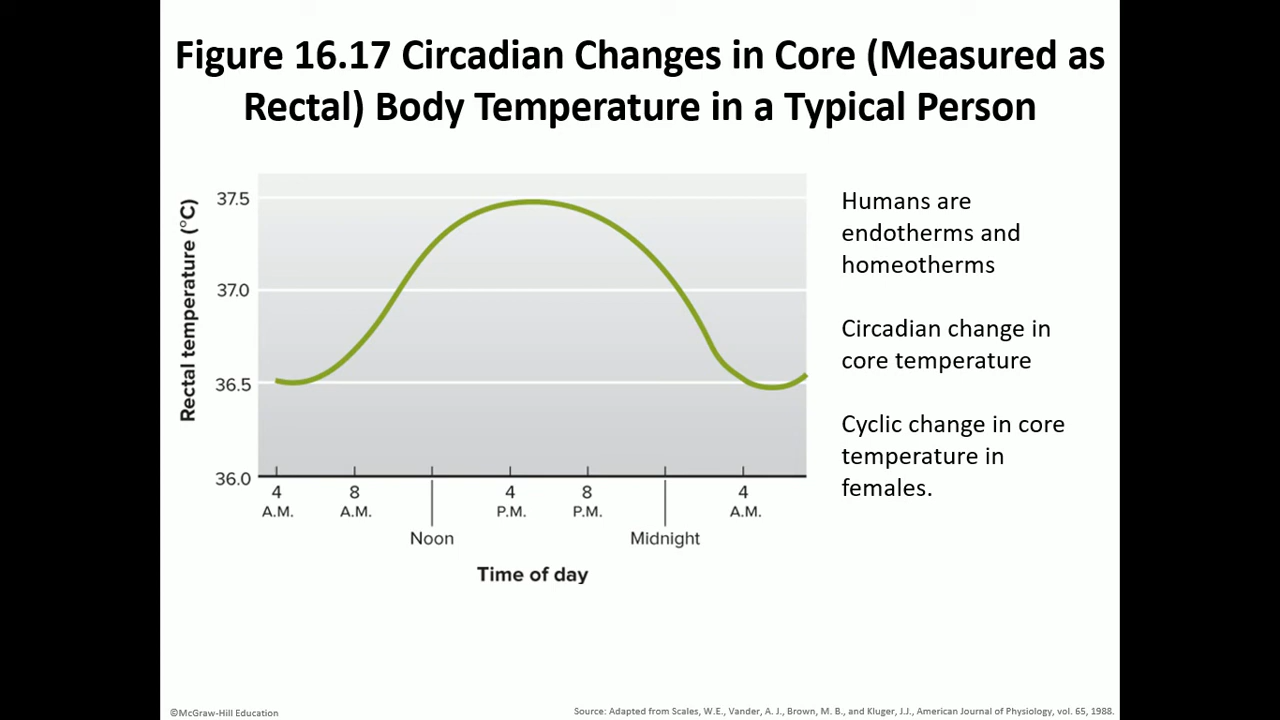 Figure 16.17 Circadian Changes in Core (Measured as
Rectal) Body Temperature in a Typical Person
Rectal temperature (°C)
37.5
37.0
36.5
36.0
4
A.M.
8
A.M.
Noon
4
P.M.
8
P.M.
Midnight
4
A.M.
Time of day
Humans are
endotherms and
homeotherms
Circadian change in
core temperature
Cyclic change in core
temperature in
females.
©McGraw-Hill Education
Source: Adapted from Scales, W.E., Vander, A. J., Brown, M. B., and Kluger, J.J., American Journal of Physiology, vol. 65, 1988.